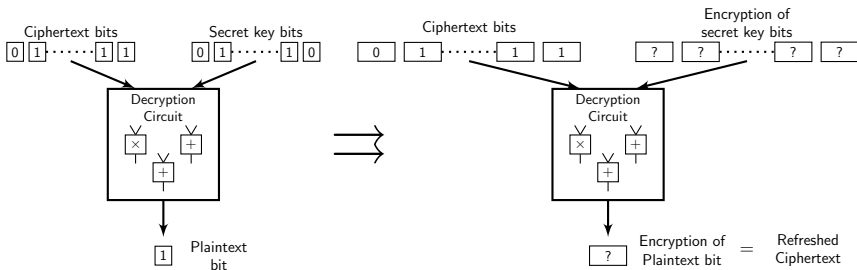 Ciphertext bits
Secret key bits
0 1 ........ 1 1
0 1 ........ 1 0
Decryption
Circuit
×
+
+
1
Plaintext
bit
Ciphertext bits
Encryption of
secret key bits
0 1 ........ 1 1
? ? ........ ? ?
Decryption
Circuit
×
+
+
?
Encryption of
Plaintext bit
=
Refreshed
Ciphertext